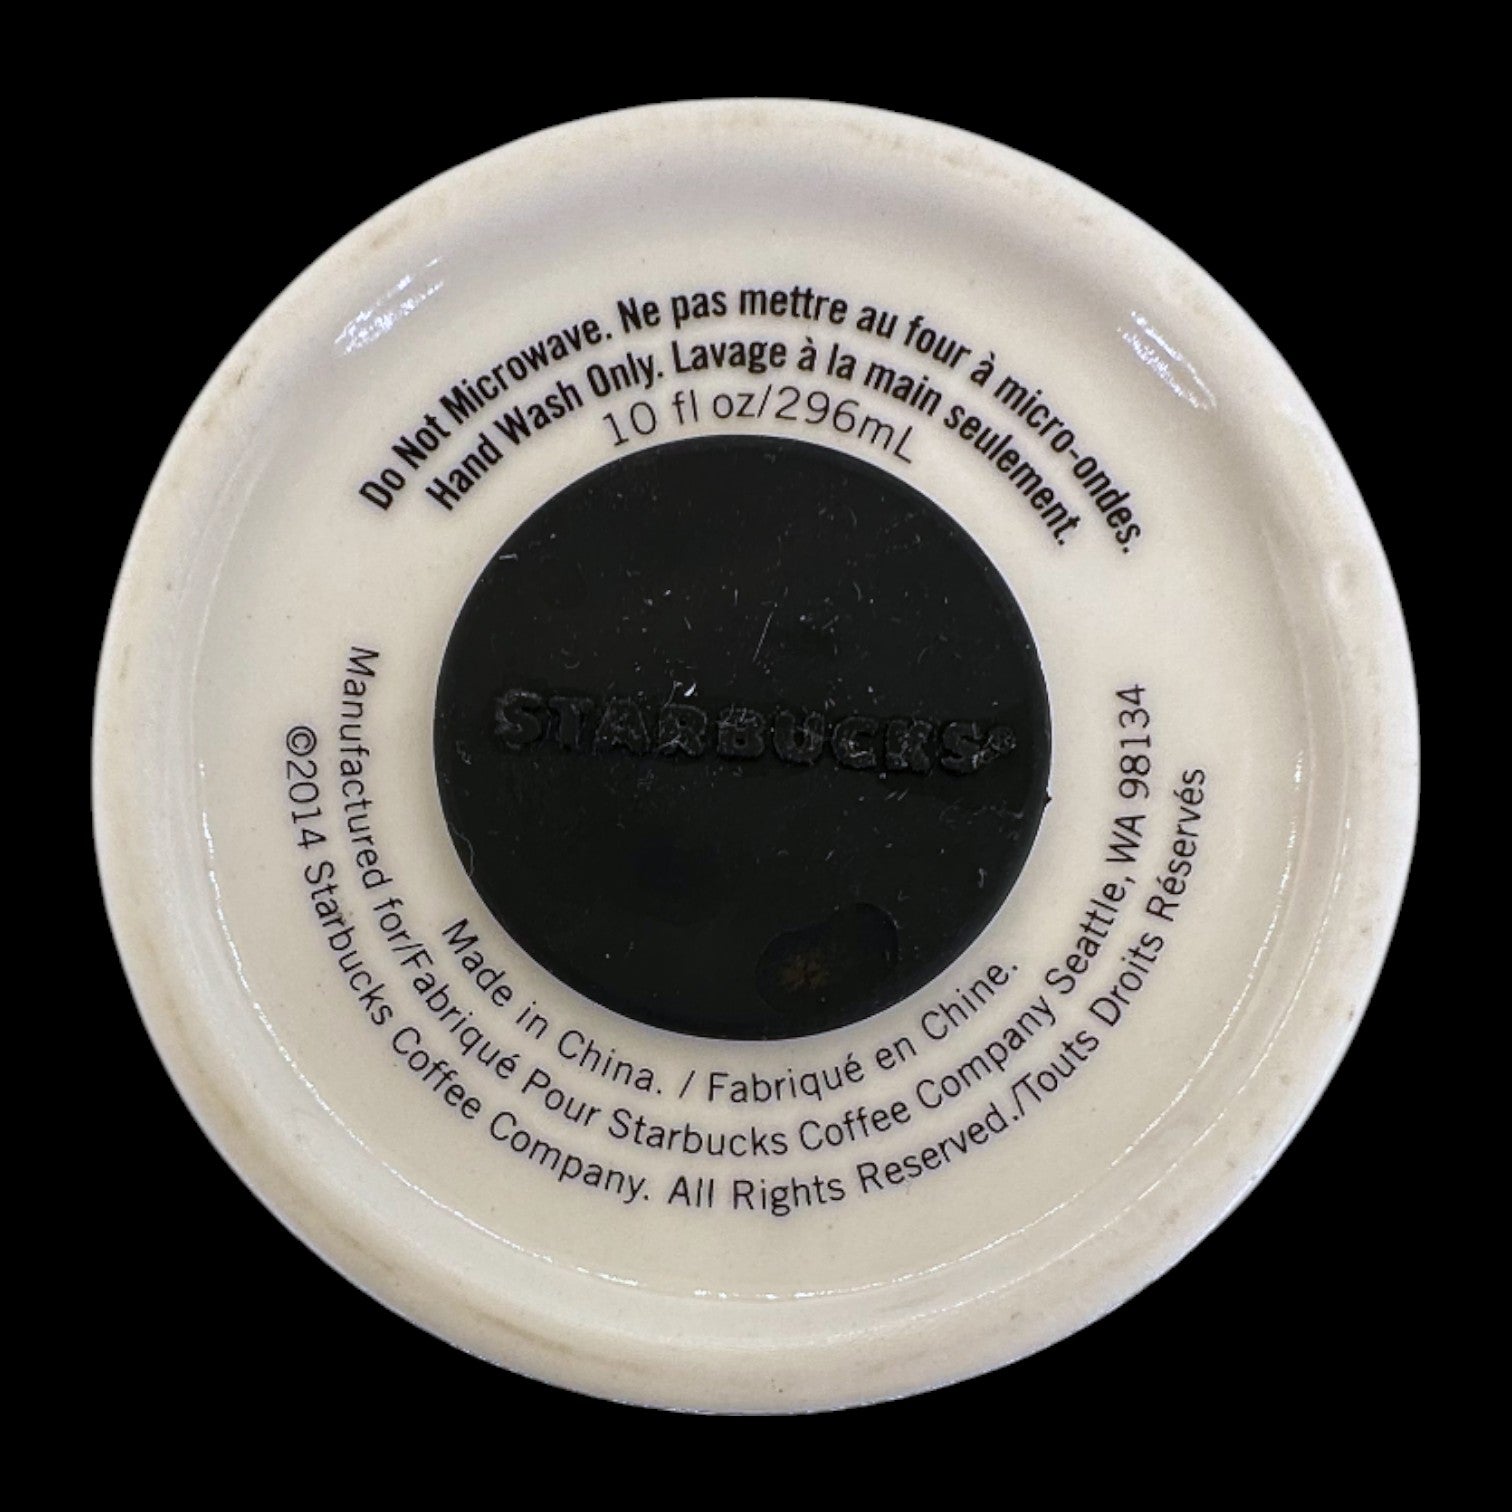 Do Not Microwave. Ne pas mettre au four à micro-ondes.
Hand Wash Only. Lavage à la main seulement.
10 fl oz/296mL
STARBUCKS®
Made in China. / Fabriqué en Chine.
Manufactured for/Fabriqué Pour Starbucks Coffee Company Seattle, WA 98134
©2014 Starbucks Coffee Company. All Rights Reserved./Touts Droits Réservés